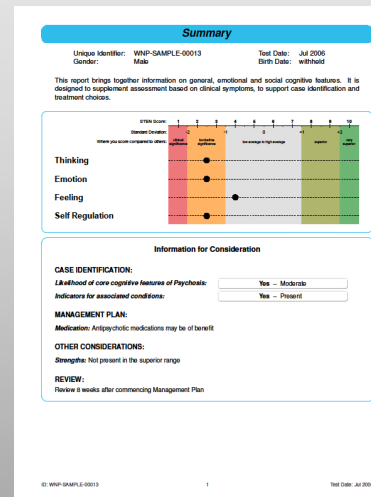 Summary
Unique Identifier: WNP-SAMPLE-00013 Test Date: Jul 2006
Gender: Male Birth Date: withheld
This report brings together information on general, emotional and social cognitive features. It is
designed to supplement assessment based on clinical symptoms, to support case identification and
treatment choices.
STEN Score: 1 2 3 4 5 6 7 8 9 10
Standard Deviation: -2 -1 0 +1 +2
Where you score compared to others: clinical significance borderline significance low average to high average superior very superior
Thinking
Emotion
Feeling
Self Regulation
Information for Consideration
CASE IDENTIFICATION:
Likelihood of core cognitive features of Psychosis: Yes – Moderate
Indicators for associated conditions: Yes – Present
MANAGEMENT PLAN:
Medication: Antipsychotic medications may be of benefit
OTHER CONSIDERATIONS:
Strengths: Not present in the superior range
REVIEW:
Review 8 weeks after commencing Management Plan
ID: WNP-SAMPLE-00013 1 Test Date: Jul 200